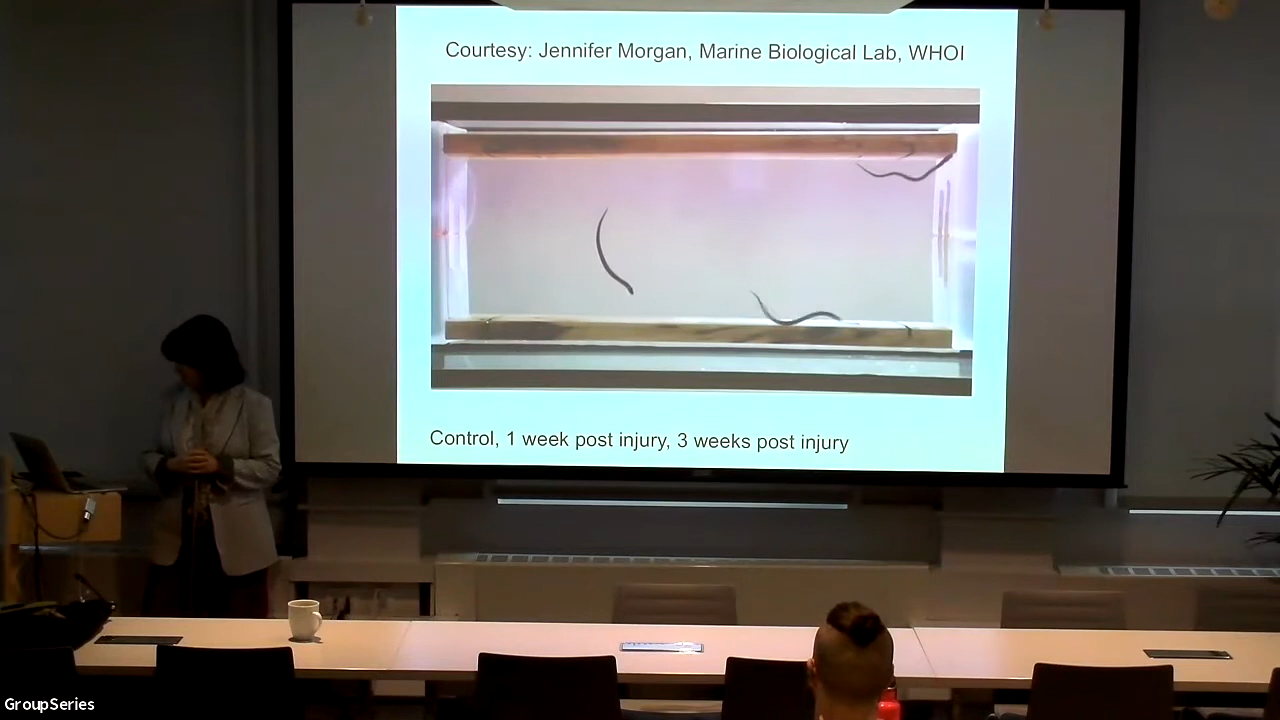 Courtesy: Jennifer Morgan, Marine Biological Lab, WHOI
Control, 1 week post injury, 3 weeks post injury
GroupSeries